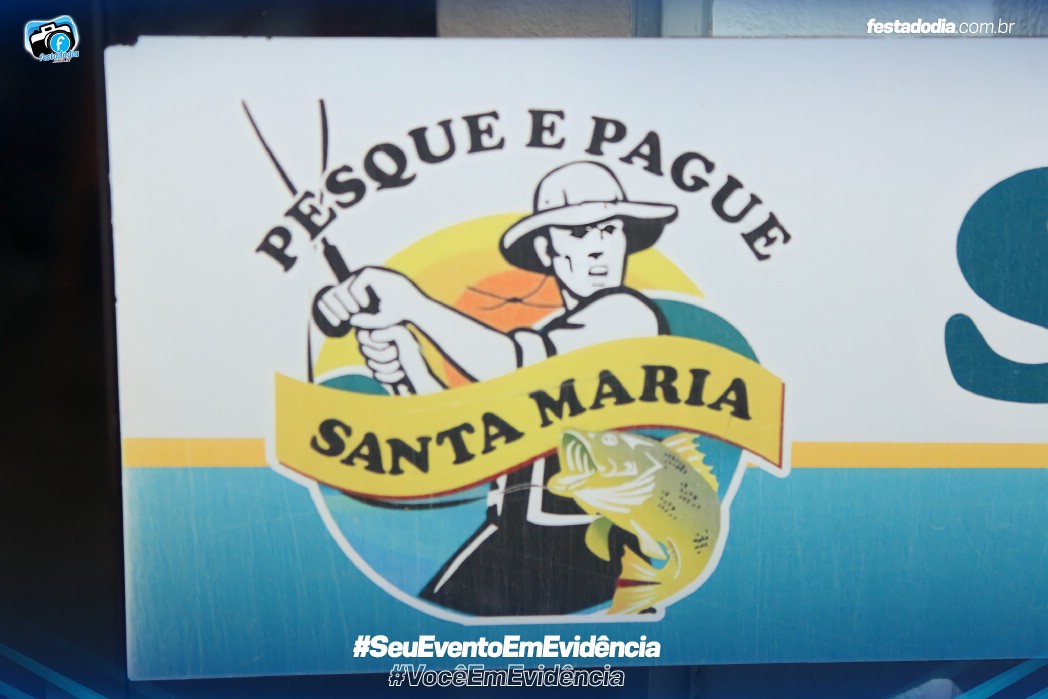 festadodia.com.br
PESQUE E PAGUE
SANTA MARIA
#SeuEventoEmEvidência
#VocêEmEvidência